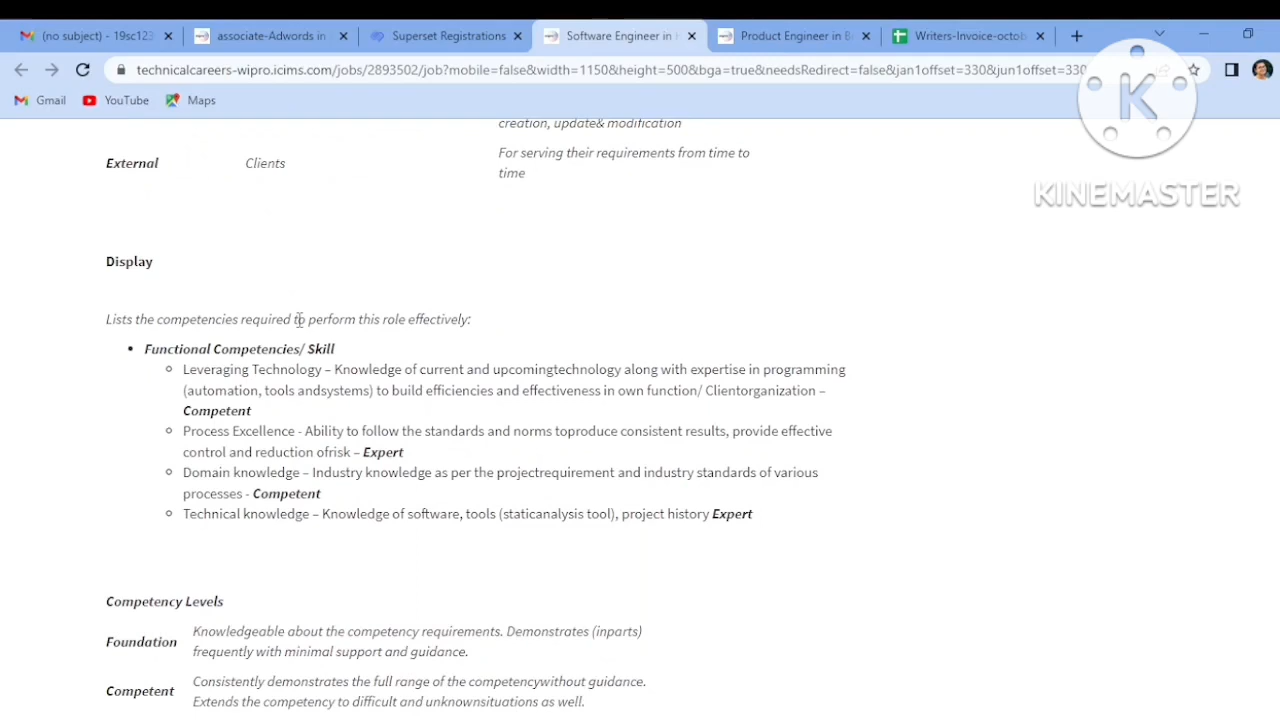 (no subject) - 19sc123
associate-Adwords in
Superset Registrations
Software Engineer in H
Product Engineer in B
Writers-Invoice-octob
technicalcareers-wipro.icims.com/jobs/2893502/job?mobile=false&width=1150&height=500&bga=true&needsRedirect=false&jan1offset=330&jun1offset=330
Gmail
YouTube
Maps
K
KINEMASTER
creation, update& modification
External Clients For serving their requirements from time to
time
Display
Lists the competencies required to perform this role effectively:
• Functional Competencies/ Skill
Leveraging Technology – Knowledge of current and upcomingtechnology along with expertise in programming
(automation, tools andsystems) to build efficiencies and effectiveness in own function/ Clientorganization –
Competent
Process Excellence - Ability to follow the standards and norms toproduce consistent results, provide effective
control and reduction ofrisk – Expert
Domain knowledge – Industry knowledge as per the projectrequirement and industry standards of various
processes - Competent
Technical knowledge – Knowledge of software, tools (staticanalysis tool), project history Expert
Competency Levels
Foundation Knowledgeable about the competency requirements. Demonstrates (inparts)
frequently with minimal support and guidance.
Competent Consistently demonstrates the full range of the competencywithout guidance.
Extends the competency to difficult and unknownsituations as well.